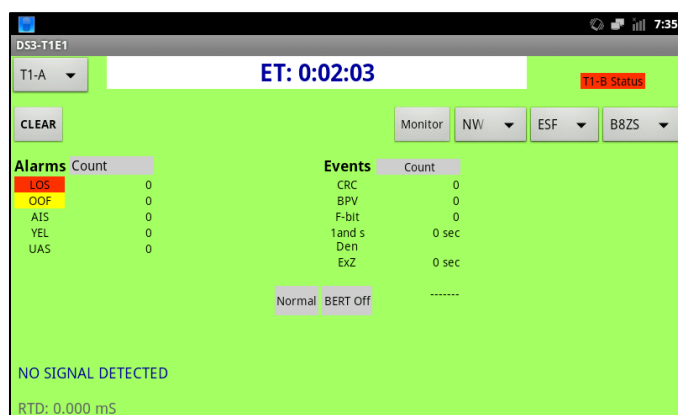 7:35
DS3-T1E1
T1-A
ET: 0:02:03
T1-B Status
CLEAR
Monitor
NW
ESF
B8ZS
Alarms Count
Events Count
LOS 0
CRC 0
OOF 0
BPV 0
AIS 0
F-bit 0
YEL 0
1and s 0 sec
UAS 0
Den
ExZ 0 sec
Normal BERT Off -------
NO SIGNAL DETECTED
RTD: 0.000 mS